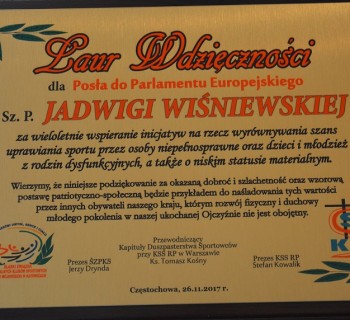 Laur Wdzięczności
dla Posła do Parlamentu Europejskiego
Sz. P. JADWIGI WIŚNIEWSKIEJ
za wieloletnie wspieranie inicjatyw na rzecz wyrównywania szans
uprawiania sportu przez osoby niepełnosprawne oraz dzieci i młodzież
z rodzin dysfunkcyjnych, a także o niskim statusie materialnym.
Wierzymy, że niniejsze podziękowanie za okazaną dobroć i szlachetność oraz wzorową
postawę patriotyczno-społeczną będzie przykładem do naśladowania tych wartości
przez innych obywateli naszego kraju, którym rozwój fizyczny i duchowy
młodego pokolenia w naszej ukochanej Ojczyźnie nie jest obojętny.
Przewodniczący
Kapituły Duszpasterstwa Sportowców
przy KSS RP w Warszawie
Ks. Tomasz Kośny
Prezes ŚZPKS
Jerzy Drynda
Prezes KSS RP
Stefan Kowalik
Częstochowa, 26.11.2017 r.